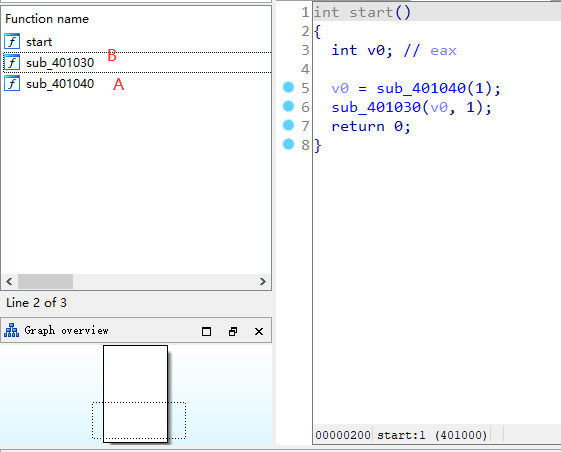 Function name
start
sub_401030 B
sub_401040 A
Line 2 of 3
Graph overview
1 int start()
2 {
3 int v0; // eax
4
5 v0 = sub_401040(1);
6 sub_401030(v0, 1);
7 return 0;
8 }
00000200 start:1 (401000)